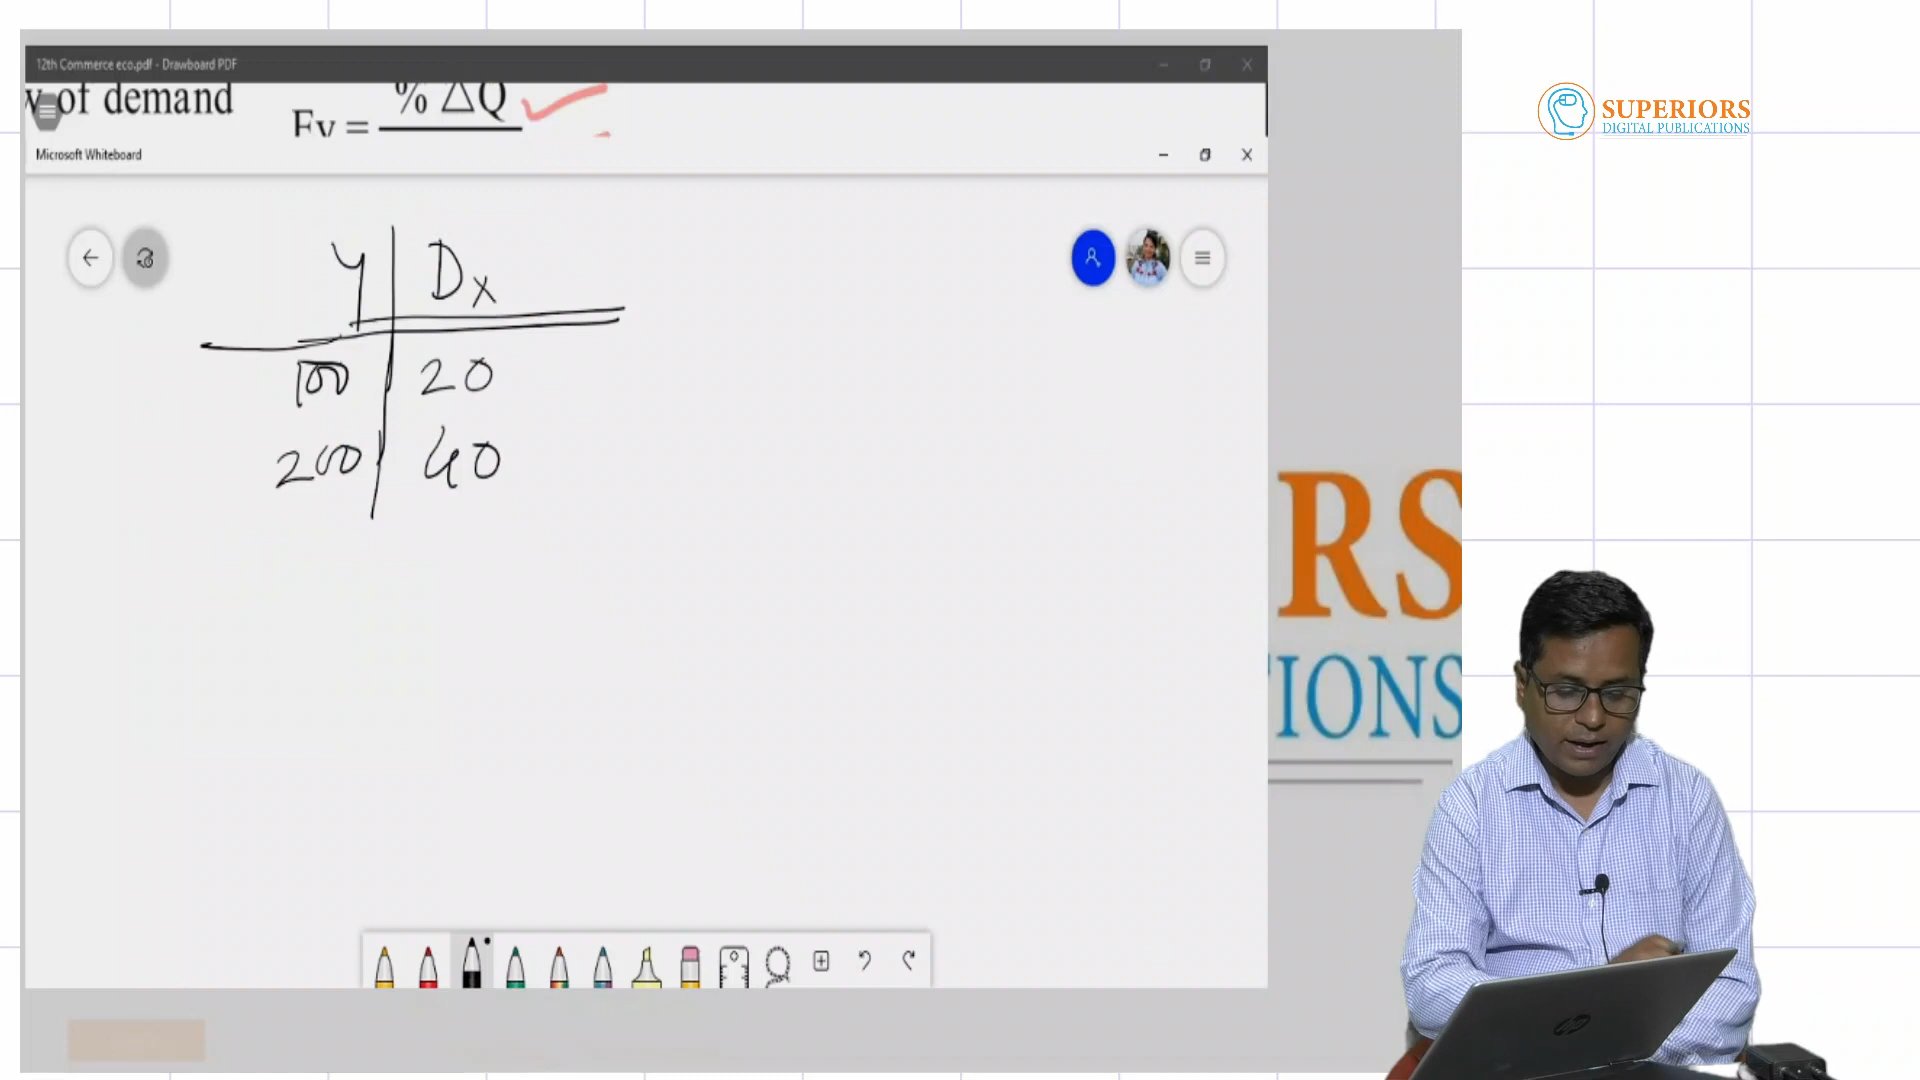 12th Commerce eco.pdf - Drawboard PDF
of demand
% △Q
Ey =
Microsoft Whiteboard
Y Dx
100 20
200 40
SUPERIORS
DIGITAL PUBLICATIONS
RS
IONS